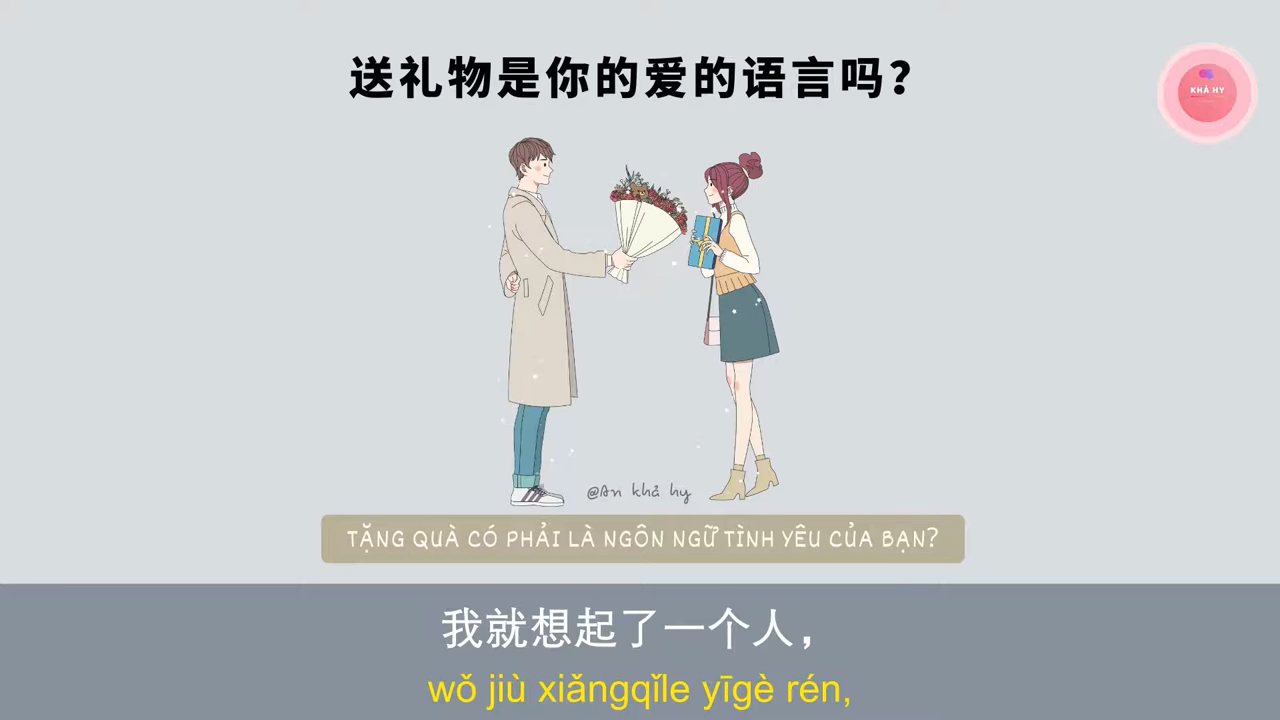 送礼物是你的爱的语言吗？
KHẢ HY
@An khả hy
TẶNG QUÀ CÓ PHẢI LÀ NGÔN NGỮ TÌNH YÊU CỦA BẠN?
我就想起了一个人，
wǒ jiù xiǎngqǐle yīgè rén,